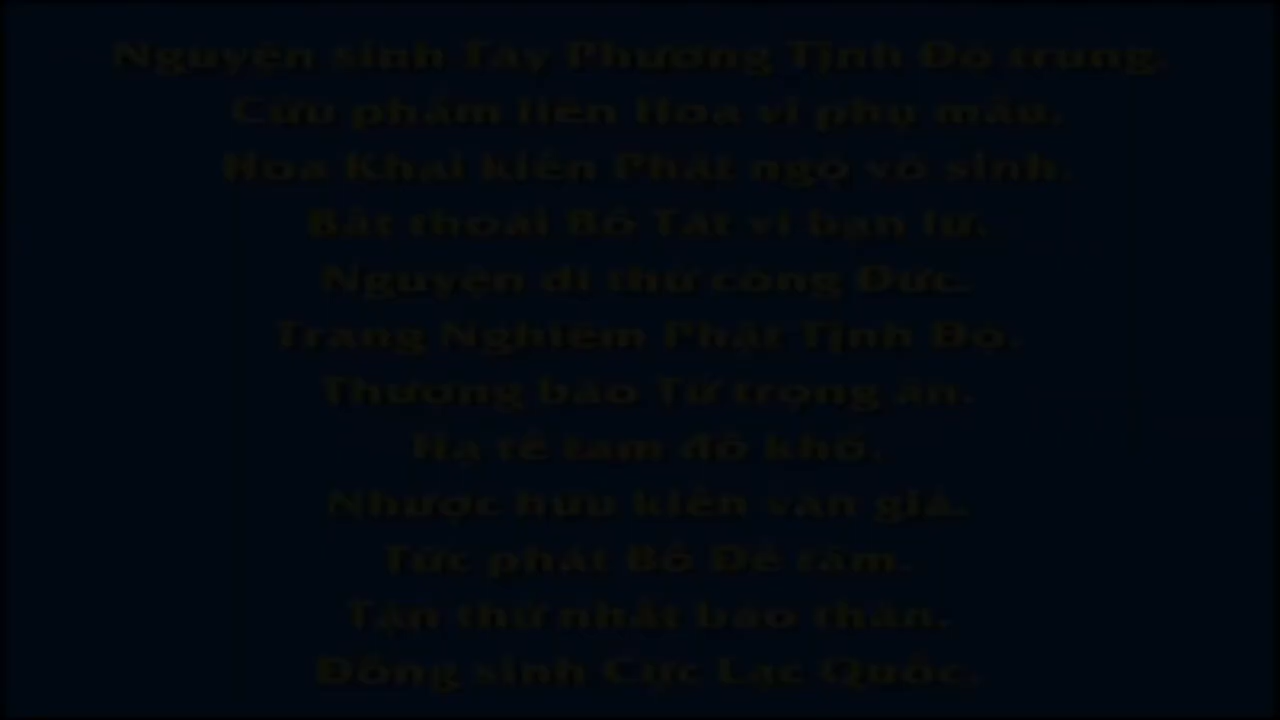 Nguyện sinh Tây Phương Tịnh Độ trung.
Cửu phẩm liên Hoa vi phụ mẫu.
Hoa Khai kiến Phật ngộ vô sinh.
Bất thoái Bồ Tát vi bạn lữ.
Nguyện dĩ thử công Đức.
Trang Nghiêm Phật Tịnh Độ.
Thượng báo Tứ trọng ân.
Hạ tế tam đồ khổ.
Nhược hữu kiến văn giả.
Tức phát Bồ Đề tâm.
Tận thử nhất báo thân.
Đồng sinh Cực Lạc Quốc.